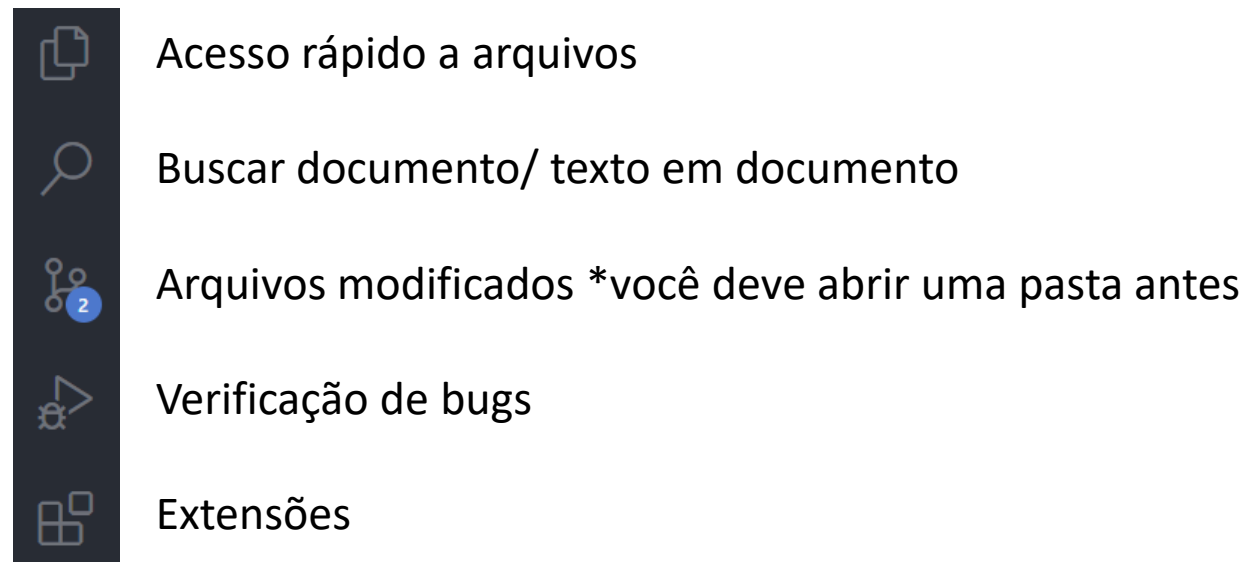 Acesso rápido a arquivos
Buscar documento/ texto em documento
Arquivos modificados *você deve abrir uma pasta antes
2
Verificação de bugs
Extensões